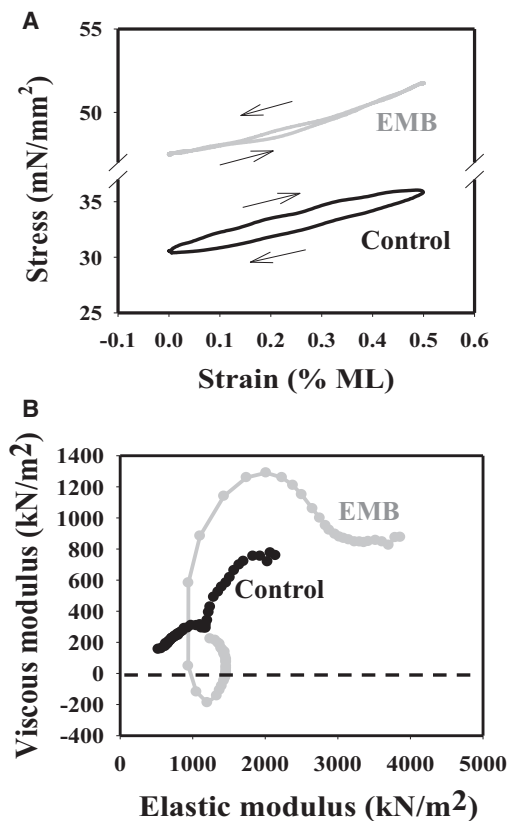 A
55
50
35
30
25
Stress (mN/mm²)
EMB
Control
-0.1 0.0 0.1 0.2 0.3 0.4 0.5 0.6
Strain (% ML)
B
1400
1200
1000
800
600
400
200
0
-200
-400
Viscous modulus (kN/m²)
EMB
Control
0 1000 2000 3000 4000 5000
Elastic modulus (kN/m²)